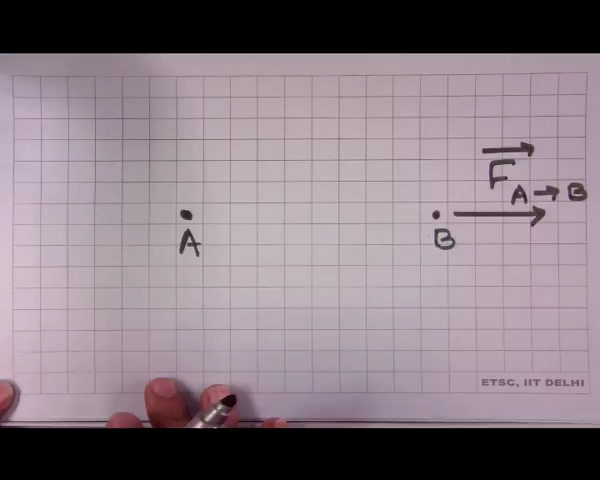 F⃗ A → B
A
B
ETSC, IIT DELHI